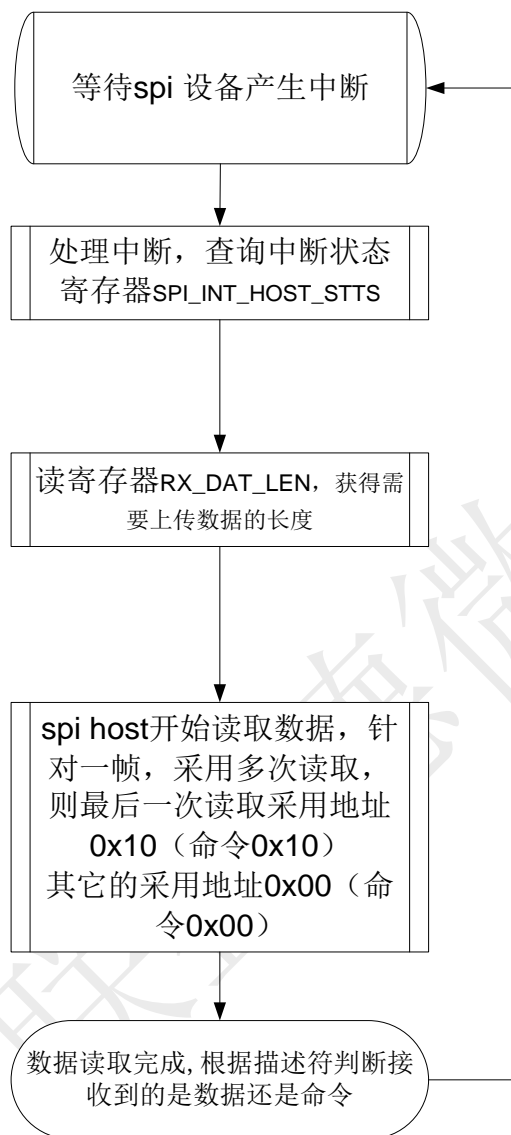 等待spi 设备产生中断
处理中断，查询中断状态
寄存器SPI_INT_HOST_STTS
读寄存器RX_DAT_LEN，获得需
要上传数据的长度
spi host开始读取数据，针
对一帧，采用多次读取，
则最后一次读取采用地址
0x10（命令0x10）
其它的采用地址0x00（命
令0x00）
数据读取完成,根据描述符判断接
收到的是数据还是命令